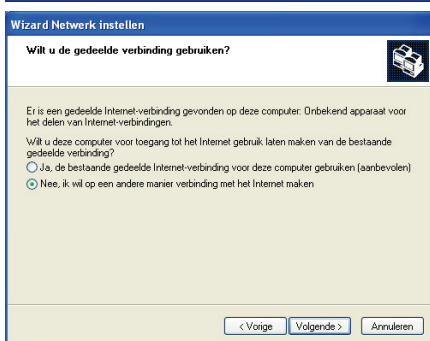 Wizard Netwerk instellen
Wilt u de gedeelde verbinding gebruiken?
Er is een gedeelde Internet-verbinding gevonden op deze computer: Onbekend apparaat voor
het delen van Internet-verbindingen.
Wilt u deze computer voor toegang tot het Internet gebruik laten maken van de bestaande
gedeelde verbinding?
Ja, de bestaande gedeelde Internet-verbinding voor deze computer gebruiken (aanbevolen)
Nee, ik wil op een andere manier verbinding met het Internet maken
< Vorige Volgende > Annuleren